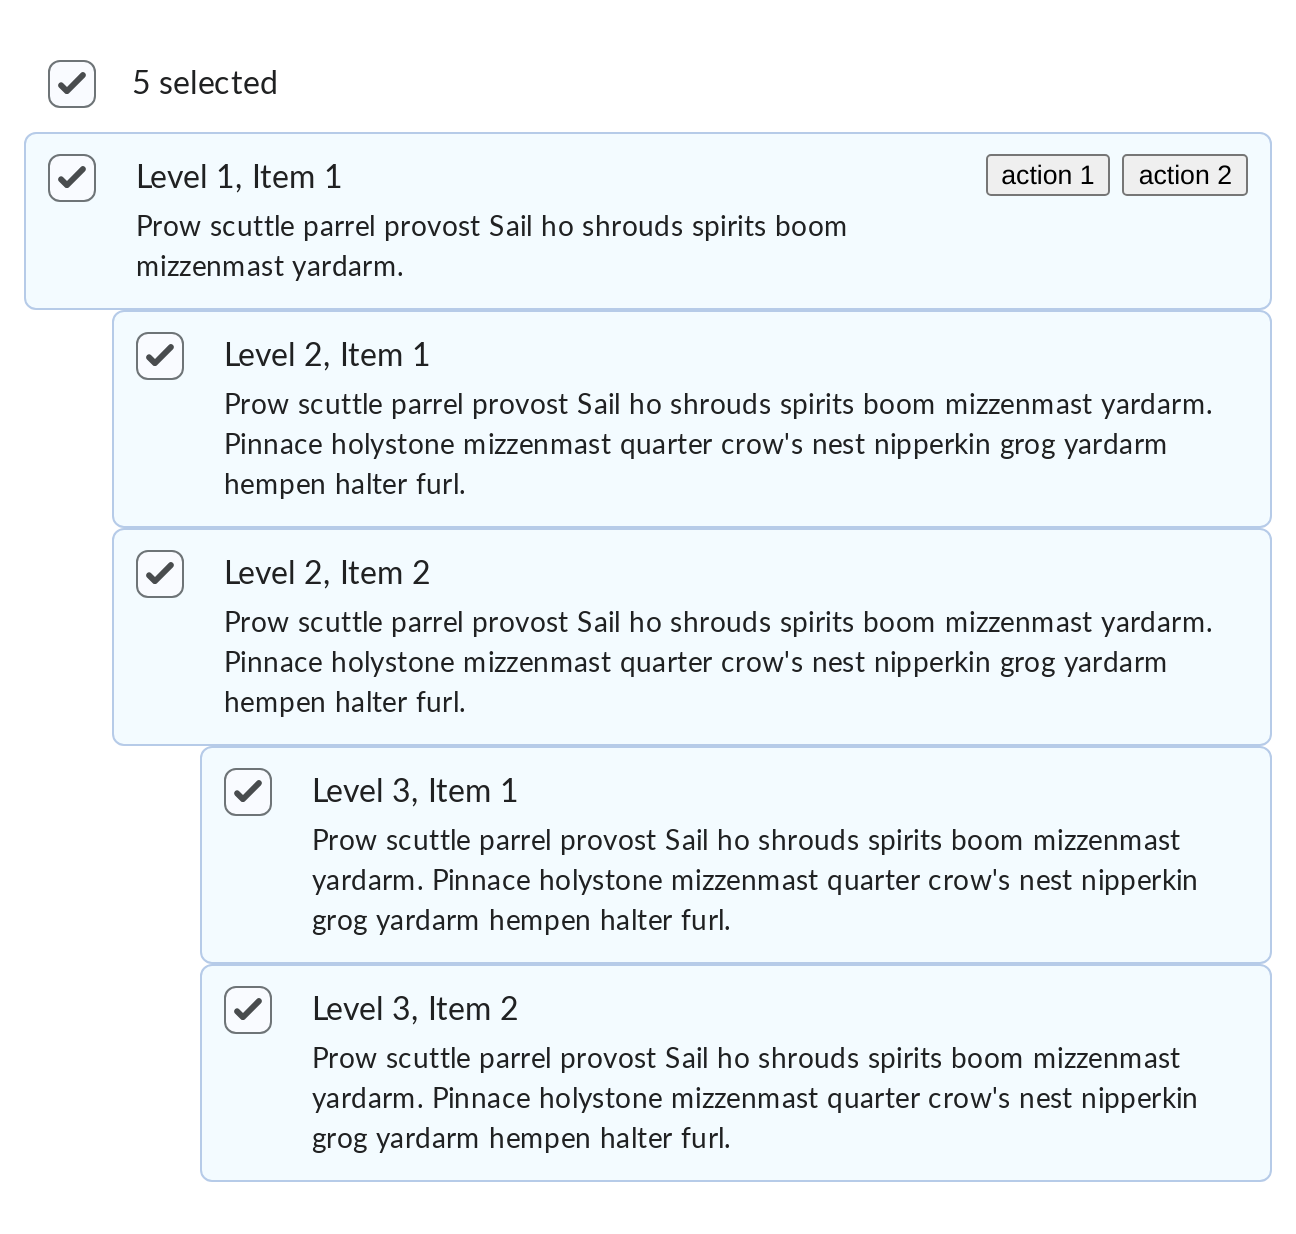 5 selected
Level 1, Item 1
action 1 action 2
Prow scuttle parrel provost Sail ho shrouds spirits boom
mizzenmast yardarm.
Level 2, Item 1
Prow scuttle parrel provost Sail ho shrouds spirits boom mizzenmast yardarm.
Pinnace holystone mizzenmast quarter crow's nest nipperkin grog yardarm
hempen halter furl.
Level 2, Item 2
Prow scuttle parrel provost Sail ho shrouds spirits boom mizzenmast yardarm.
Pinnace holystone mizzenmast quarter crow's nest nipperkin grog yardarm
hempen halter furl.
Level 3, Item 1
Prow scuttle parrel provost Sail ho shrouds spirits boom mizzenmast
yardarm. Pinnace holystone mizzenmast quarter crow's nest nipperkin
grog yardarm hempen halter furl.
Level 3, Item 2
Prow scuttle parrel provost Sail ho shrouds spirits boom mizzenmast
yardarm. Pinnace holystone mizzenmast quarter crow's nest nipperkin
grog yardarm hempen halter furl.